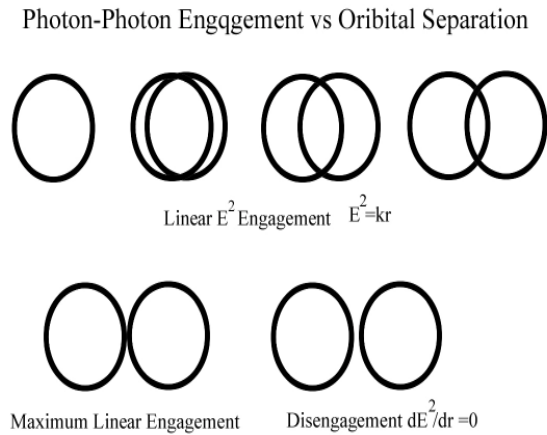 Photon-Photon Engqgement vs Oribital Separation
Linear E² Engagement E²=kr
Maximum Linear Engagement Disengagement dE²/dr =0